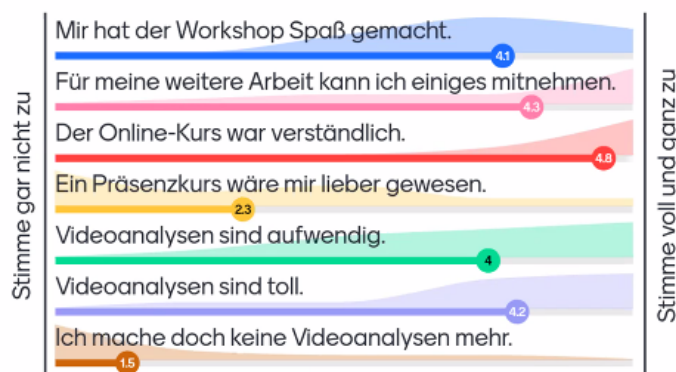 Stimme gar nicht zu
Mir hat der Workshop Spaß gemacht.
4.1
Für meine weitere Arbeit kann ich einiges mitnehmen.
4.3
Der Online-Kurs war verständlich.
4.8
Ein Präsenzkurs wäre mir lieber gewesen.
2.3
Videoanalysen sind aufwendig.
4
Videoanalysen sind toll.
4.2
Ich mache doch keine Videoanalysen mehr.
1.5
Stimme voll und ganz zu